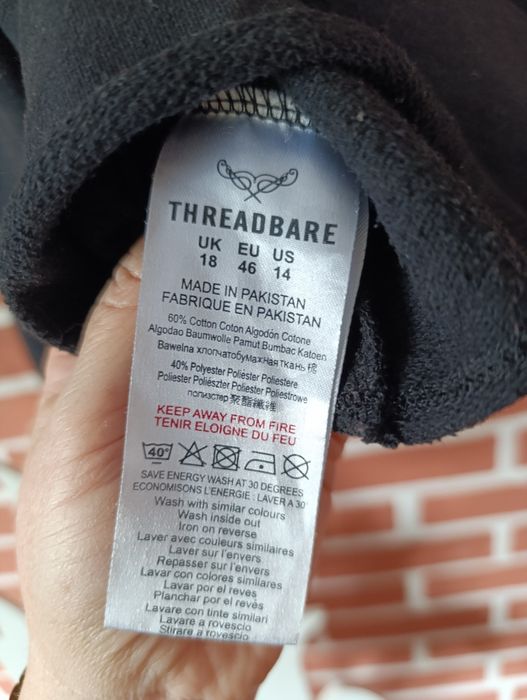 THREADBARE
UK EU US
18 46 14
MADE IN PAKISTAN
FABRIQUE EN PAKISTAN
60% Cotton Coton Algodón Cotone
Algodao Baumwolle Pamut Bumbac Katoen
Bawelna хлопчатобумажная ткань 棉
40% Polyester Poliester Poliestere
Poliester Poliészter Poliester Poliestrowe
полиэстер 聚酯纖維
KEEP AWAY FROM FIRE
TENIR ELOIGNE DU FEU
40°
SAVE ENERGY WASH AT 30 DEGREES
ECONOMISONS L'ENERGIE : LAVER A 30°
Wash with similar colours
Wash inside out
Iron on reverse
Laver avec couleurs similaires
Laver sur l'envers
Repasser sur l'envers
Lavar con colores similares
Lavar por el reves
Planchar por el revès
Lavare con tinte similari
Lavare a rovescio
Stirare a rovescio